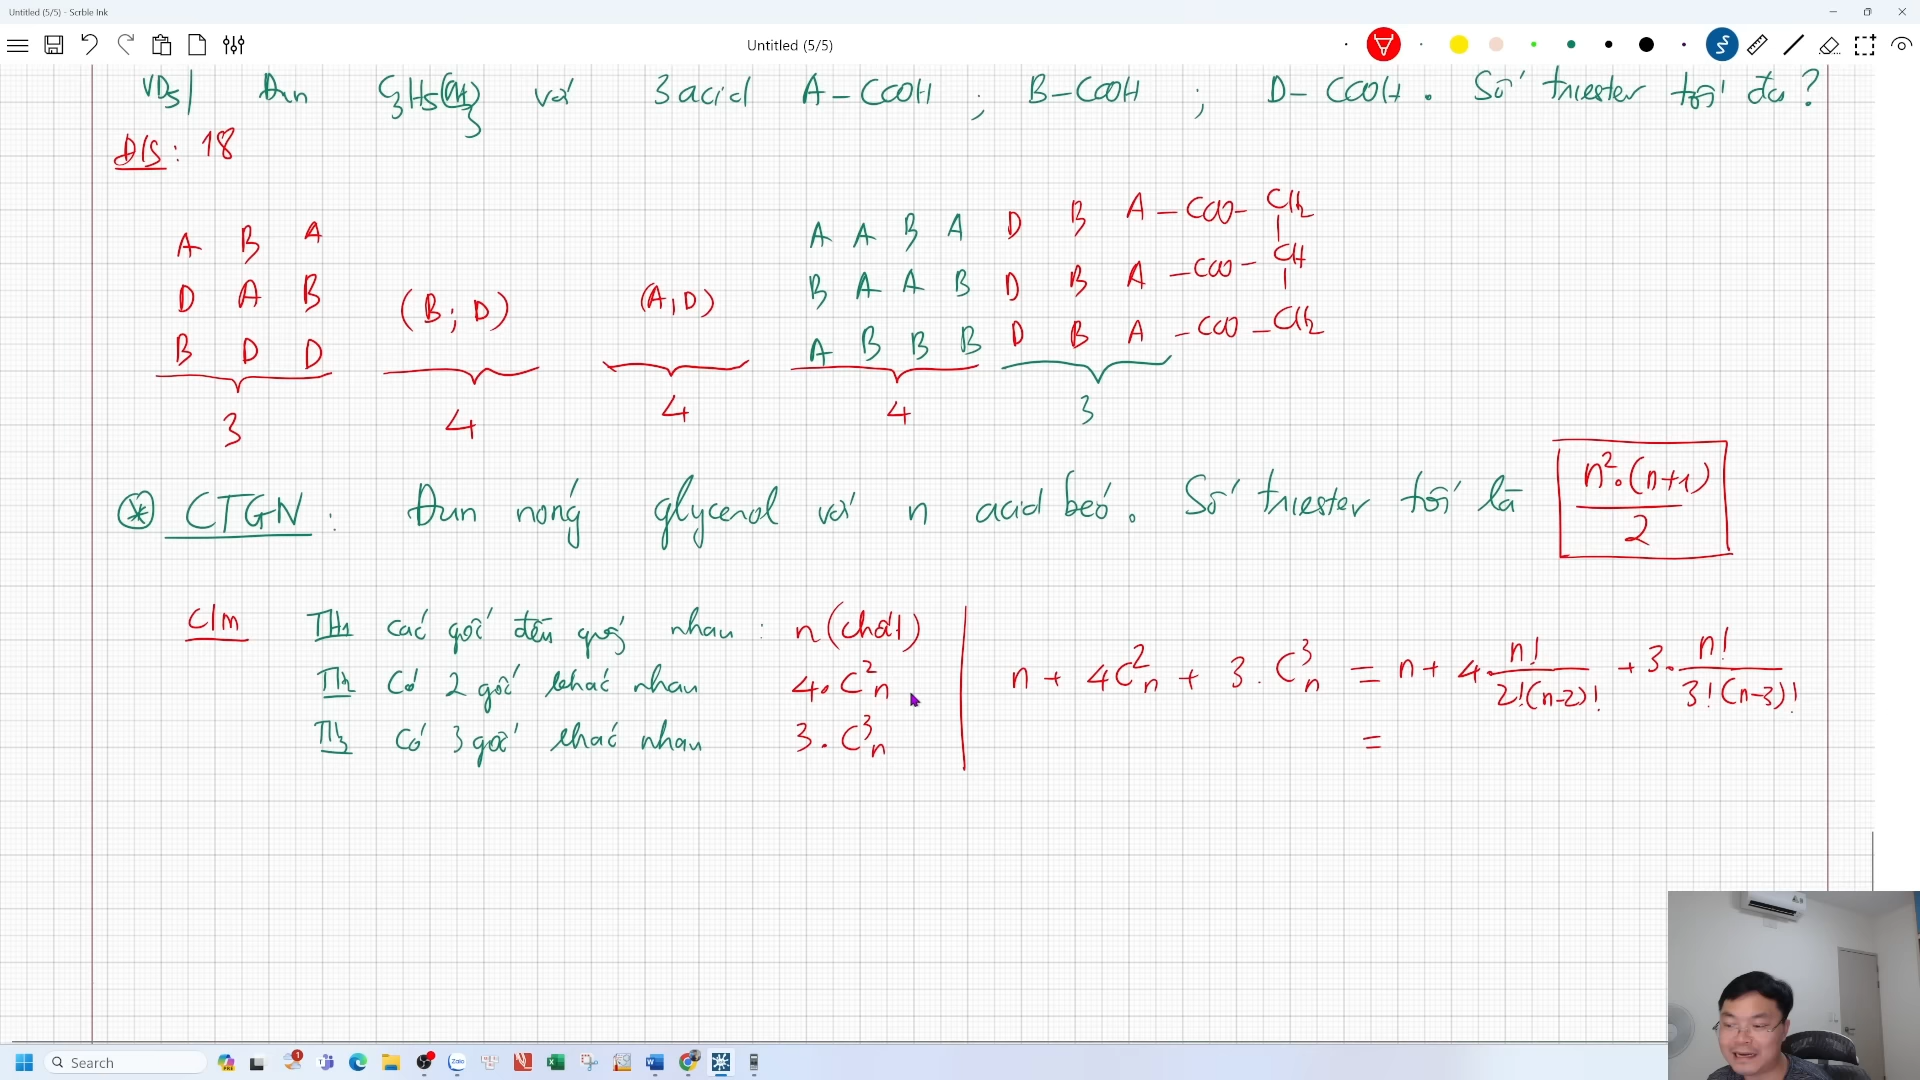 Untitled (5/5) - Scrble Ink
Untitled (5/5)
VD5| Đun C3H5(OH)3 với 3 acid A-COOH ; B-COOH ; D-COOH. Số triester tối đa ?
Đ/S : 18
A B A
D A B
B D D
3
(B; D)
4
(A,D)
4
A A B A D B A - COO - CH2
B A A B D B A - COO - CH
A B B B D B A - COO - CH2
4 3
* CTGN : Đun nóng glycerol với n acid béo. Số triester tối là n².(n+1)/2
C/m
TH1 các gốc đều giống nhau : n (chất)
TH2 có 2 gốc khác nhau 4.C²n
TH3 có 3 gốc khác nhau 3.C³n
n + 4C²n + 3.C³n = n + 4 n!/2!(n-2)! + 3. n!/3!(n-3)!
=
Search